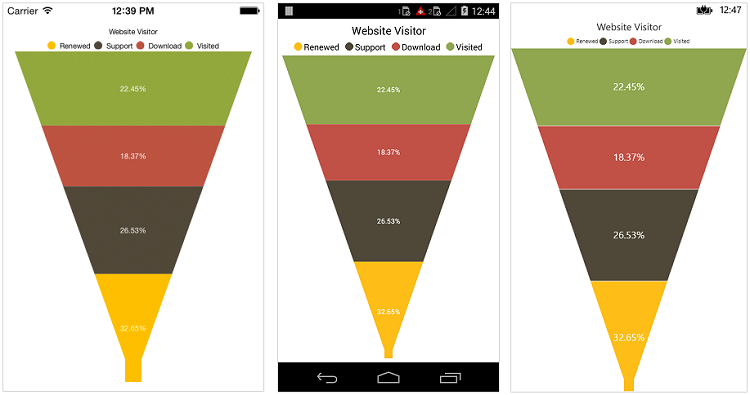 Carrier 12:39 PM
Website Visitor
Renewed Support Download Visited
22.45%
18.37%
26.53%
32.65%
1 2 12:44
Website Visitor
Renewed Support Download Visited
22.45%
18.37%
26.53%
32.65%
12:47
Website Visitor
Renewed Support Download Visited
22.45%
18.37%
26.53%
32.65%